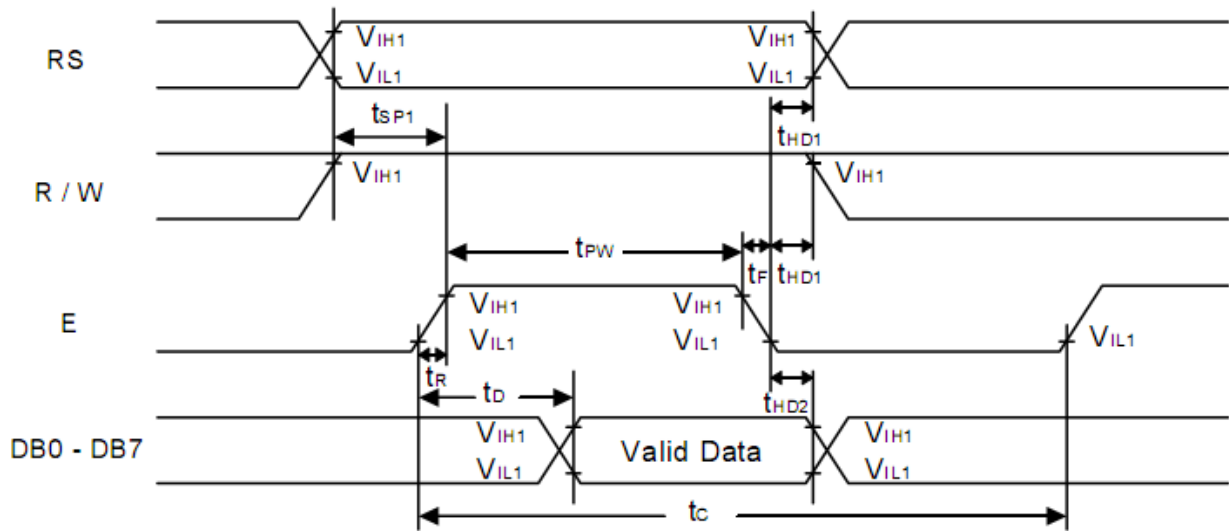 RS
VIH1 VIH1
VIL1 VIL1
tSP1 tHD1
R / W VIH1 VIH1
tPW tF tHD1
E VIH1 VIH1
VIL1 VIL1 VIL1
tR tD tHD2
DB0 - DB7 VIH1 Valid Data VIH1
VIL1 VIL1
tC